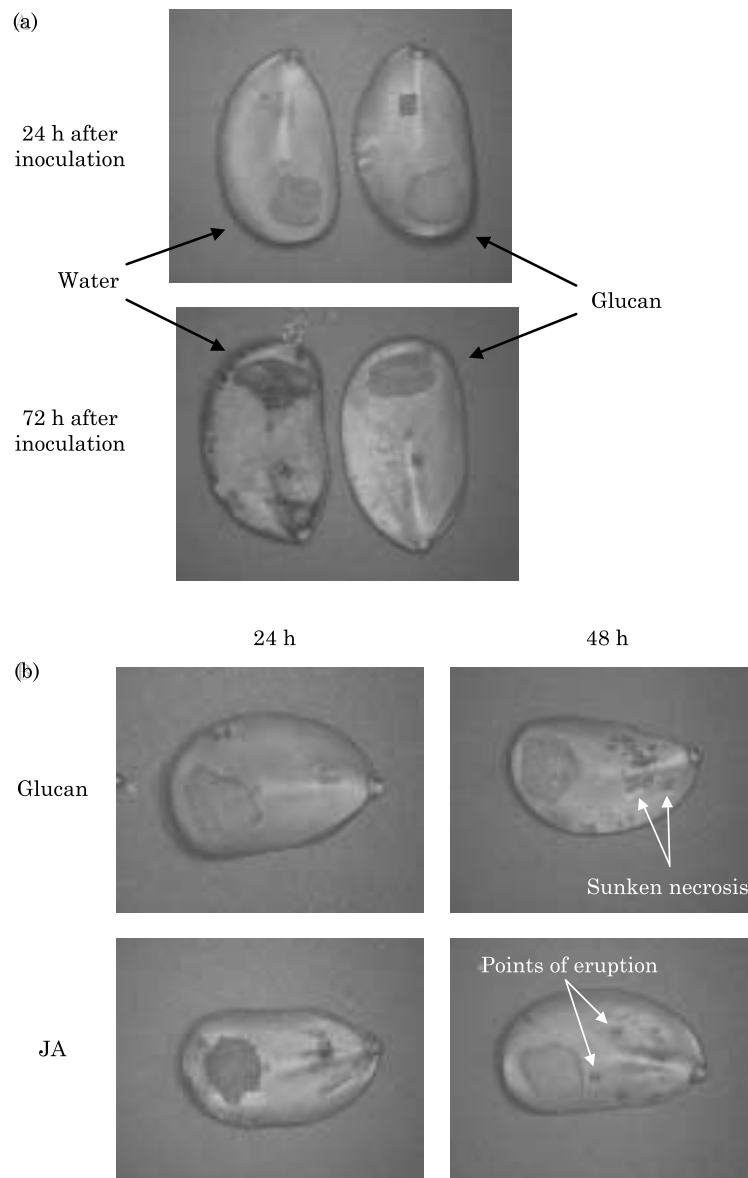 (a)
24 h after
inoculation
Water
Glucan
72 h after
inoculation
24 h
48 h
(b)
Glucan
Sunken necrosis
Points of eruption
JA